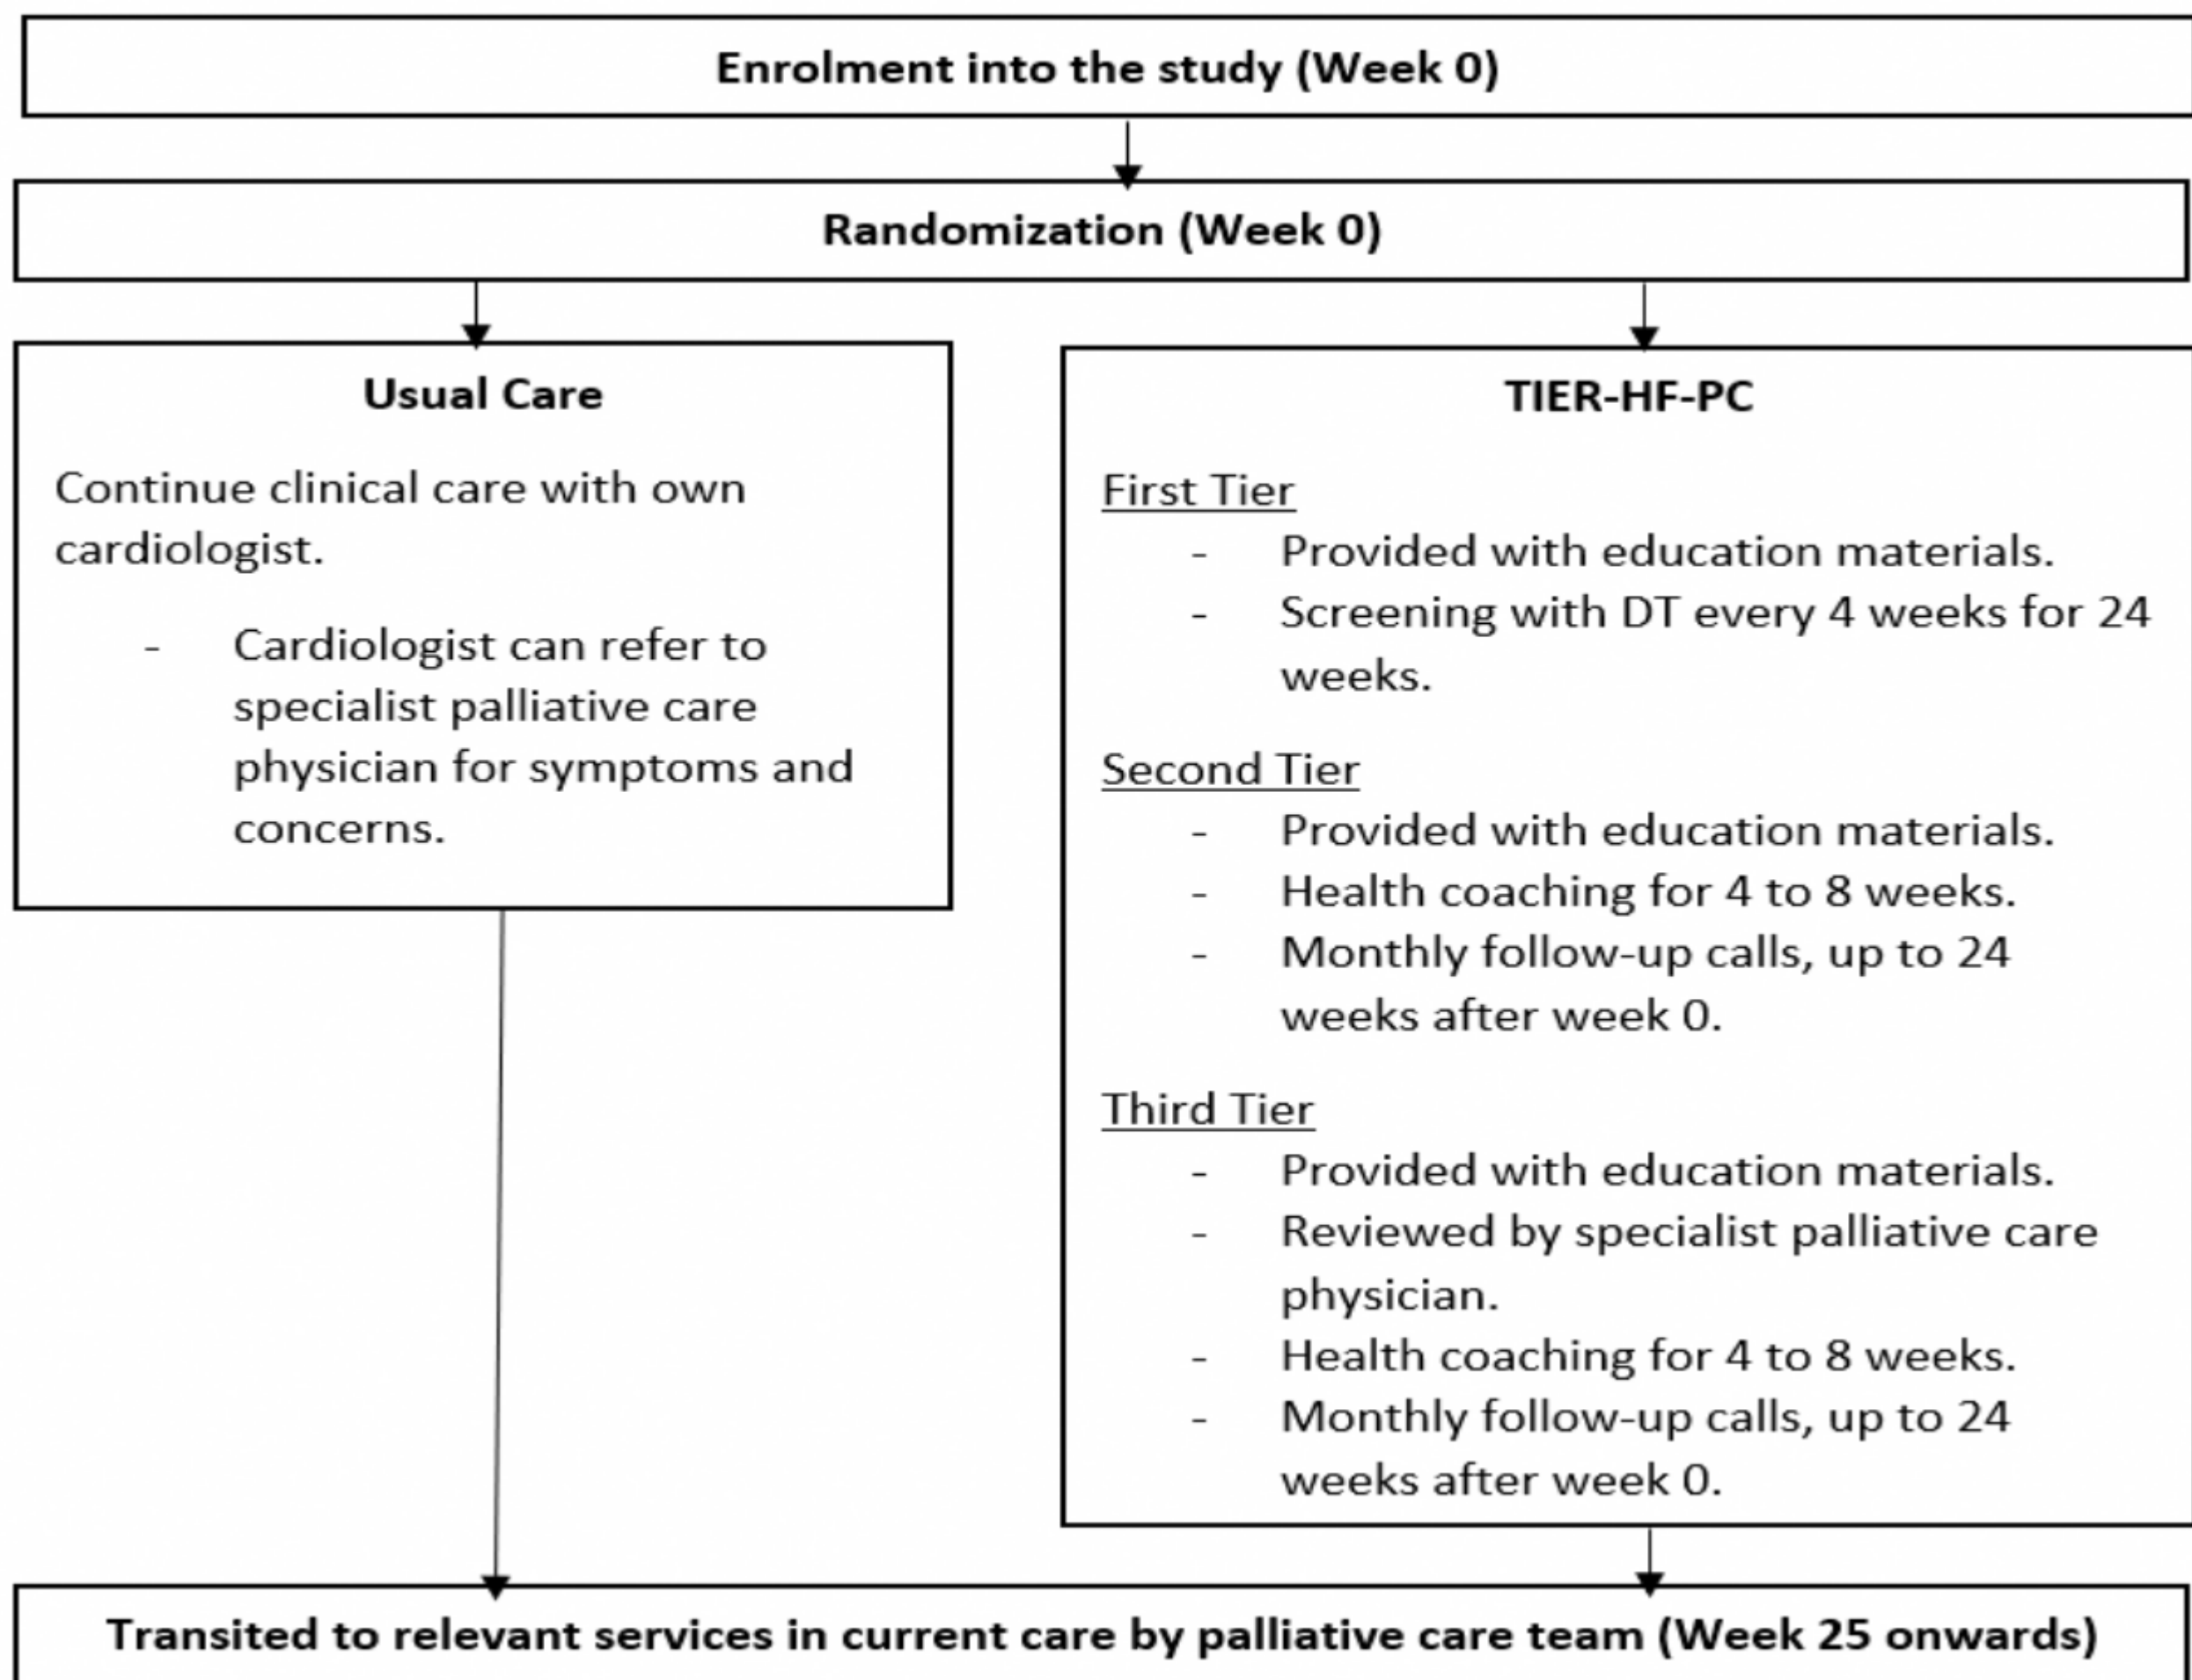 Enrolment into the study (Week 0)
Randomization (Week 0)
Usual Care
Continue clinical care with own
cardiologist.
- Cardiologist can refer to
specialist palliative care
physician for symptoms and
concerns.
TIER-HF-PC
First Tier
- Provided with education materials.
- Screening with DT every 4 weeks for 24
weeks.
Second Tier
- Provided with education materials.
- Health coaching for 4 to 8 weeks.
- Monthly follow-up calls, up to 24
weeks after week 0.
Third Tier
- Provided with education materials.
- Reviewed by specialist palliative care
physician.
- Health coaching for 4 to 8 weeks.
- Monthly follow-up calls, up to 24
weeks after week 0.
Transited to relevant services in current care by palliative care team (Week 25 onwards)